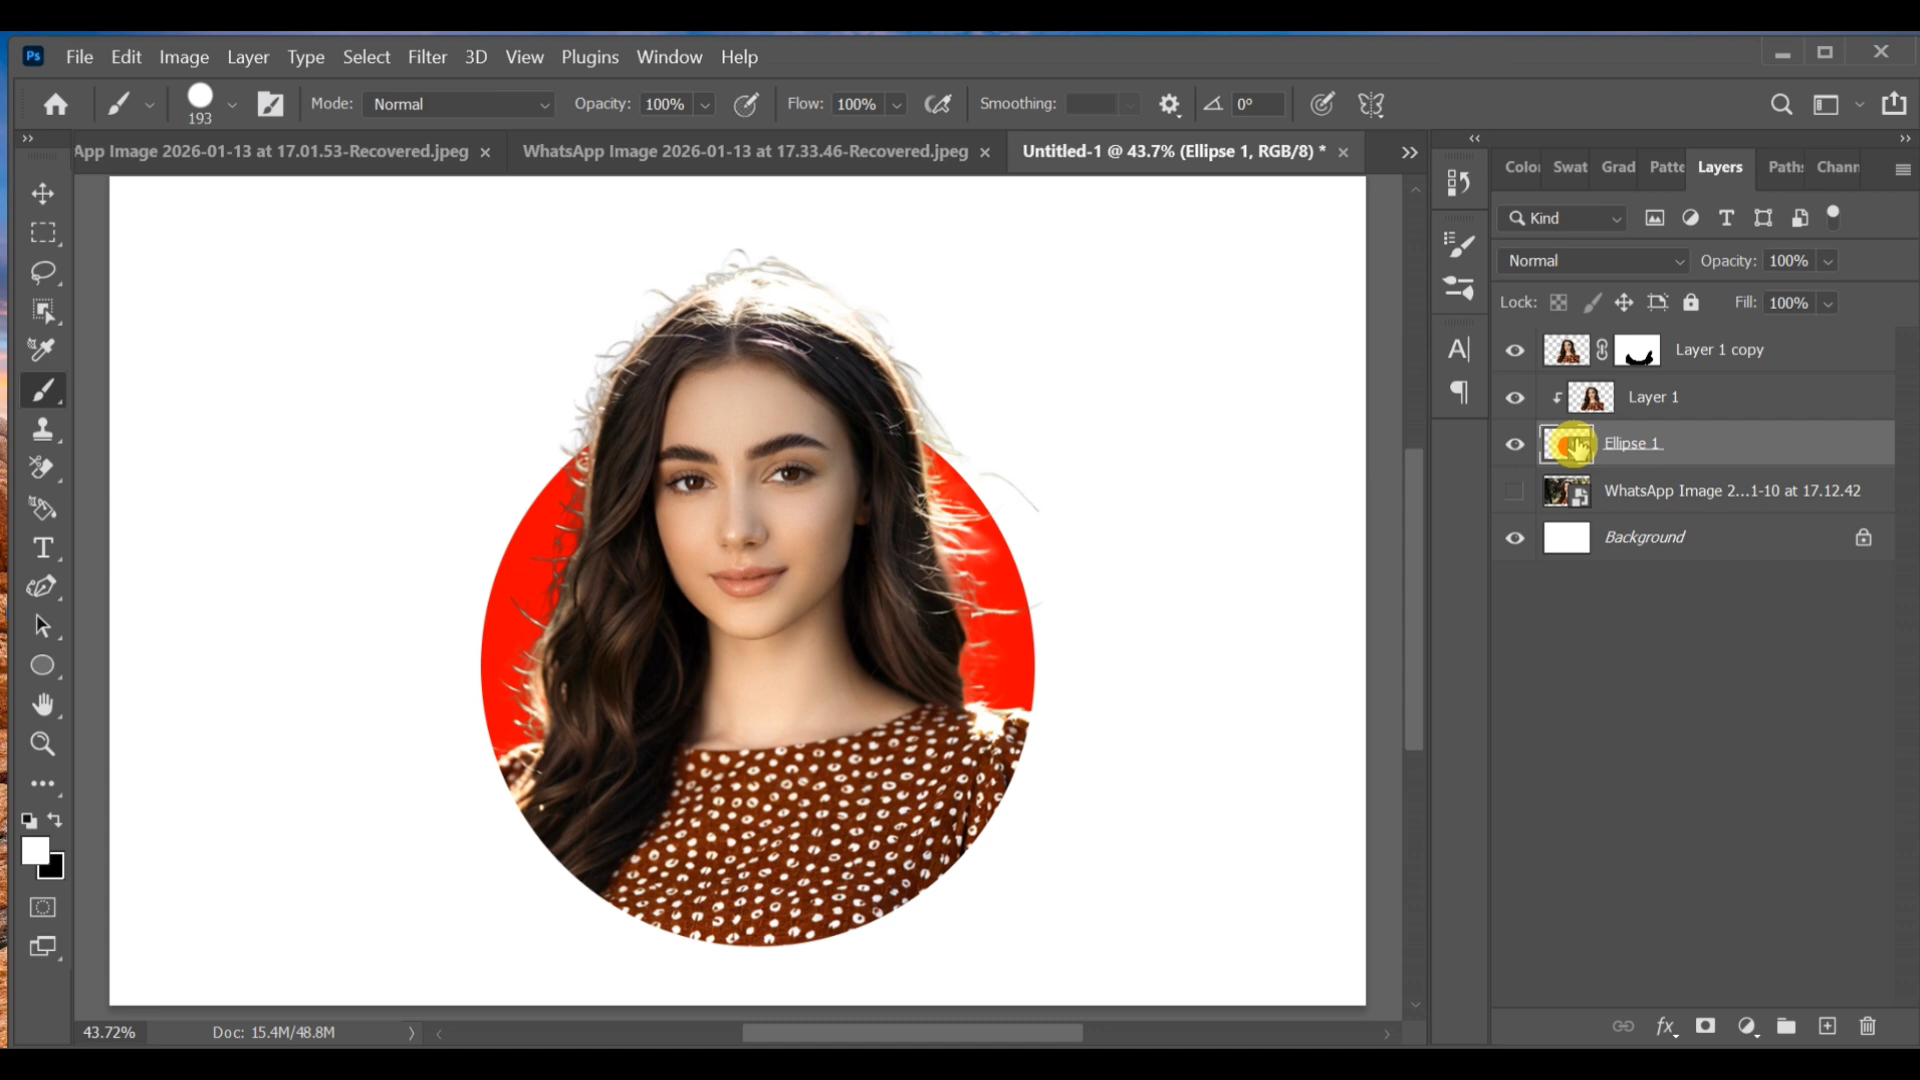 Ps File Edit Image Layer Type Select Filter 3D View Plugins Window Help
193 Mode: Normal Opacity: 100% Flow: 100% Smoothing: 0°
App Image 2026-01-13 at 17.01.53-Recovered.jpeg × WhatsApp Image 2026-01-13 at 17.33.46-Recovered.jpeg × Untitled-1 @ 43.7% (Ellipse 1, RGB/8) * ×
Color Swat Grad Patte Layers Paths Chann
Kind
Normal Opacity: 100%
Lock: Fill: 100%
Layer 1 copy
Layer 1
Ellipse 1
WhatsApp Image 2...1-10 at 17.12.42
Background
43.72% Doc: 15.4M/48.8M
fx